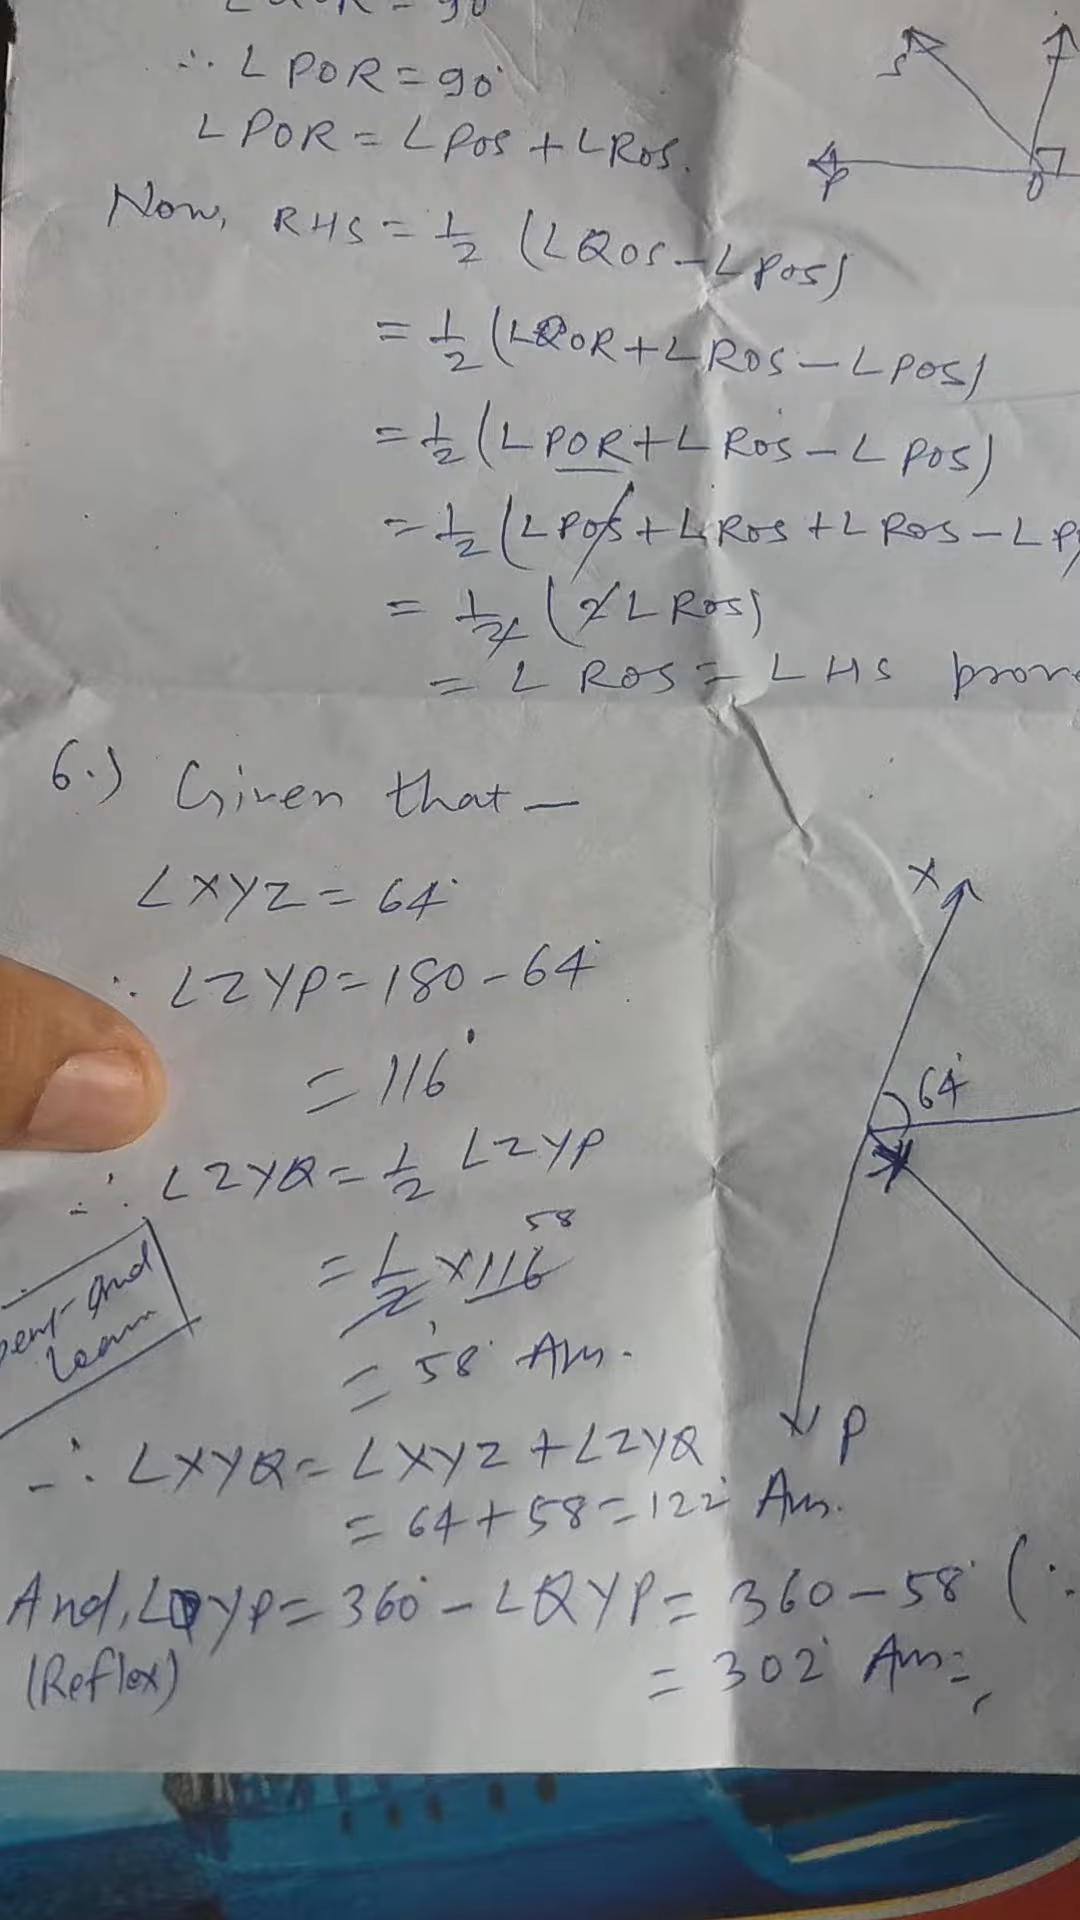 ∴ ∠POR = 90°
∠POR = ∠POS + ∠ROS.
Now, RHS = 1/2 (∠QOS - ∠POS)
= 1/2 (∠QOR + ∠ROS - ∠POS)
= 1/2 (∠POR + ∠ROS - ∠POS)
= 1/2 (∠POS + ∠ROS + ∠ROS - ∠P
= 1/2 (2∠ROS)
= ∠ROS = LHS
S
P
O
6.) Given that —
∠XYZ = 64°
∴ ∠ZYP = 180 - 64°
= 116°
∴ ∠ZYQ = 1/2 ∠ZYP
= 1/2 × 116 58
= 58° Ans.
∴ ∠XYQ = ∠XYZ + ∠ZYQ
= 64 + 58 = 122° Ans.
And, ∠QYP = 360° - ∠QYP = 360 - 58° (∵
(Reflex)
= 302° Ans
X
64°
Y
P
And
Learn